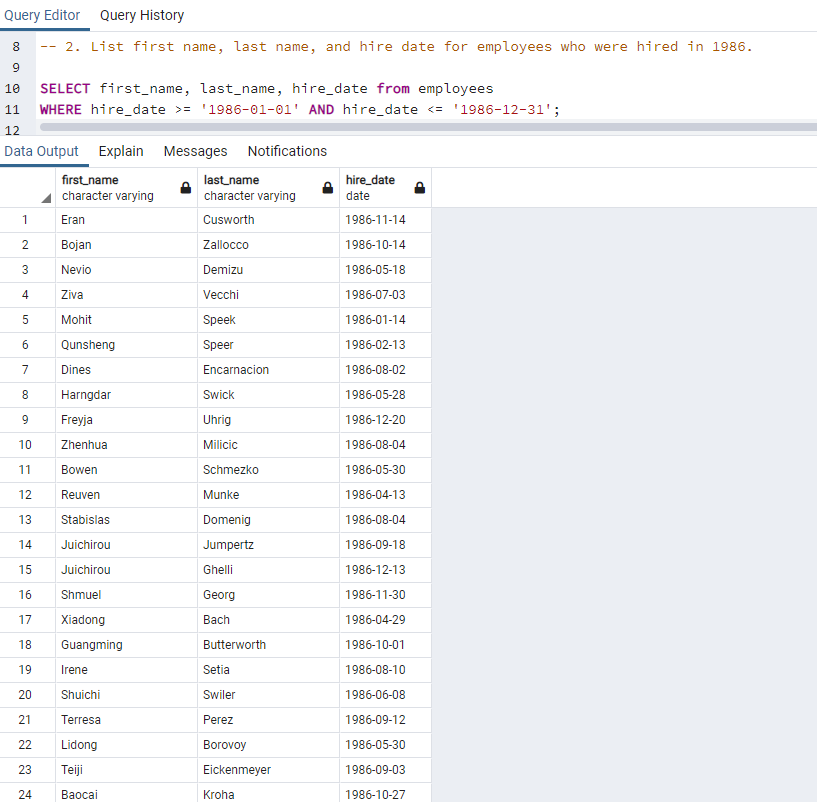 Query Editor Query History
8 -- 2. List first name, last name, and hire date for employees who were hired in 1986.
9
10 SELECT first_name, last_name, hire_date from employees
11 WHERE hire_date >= '1986-01-01' AND hire_date <= '1986-12-31';
12
Data Output Explain Messages Notifications
first_name last_name hire_date
character varying character varying date
1 Eran Cusworth 1986-11-14
2 Bojan Zallocco 1986-10-14
3 Nevio Demizu 1986-05-18
4 Ziva Vecchi 1986-07-03
5 Mohit Speek 1986-01-14
6 Qunsheng Speer 1986-02-13
7 Dines Encarnacion 1986-08-02
8 Harngdar Swick 1986-05-28
9 Freyja Uhrig 1986-12-20
10 Zhenhua Milicic 1986-08-04
11 Bowen Schmezko 1986-05-30
12 Reuven Munke 1986-04-13
13 Stabislas Domenig 1986-08-04
14 Juichirou Jumpertz 1986-09-18
15 Juichirou Ghelli 1986-12-13
16 Shmuel Georg 1986-11-30
17 Xiadong Bach 1986-04-29
18 Guangming Butterworth 1986-10-01
19 Irene Setia 1986-08-10
20 Shuichi Swiler 1986-06-08
21 Terresa Perez 1986-09-12
22 Lidong Borovoy 1986-05-30
23 Teiji Eickenmeyer 1986-09-03
24 Baocai Kroha 1986-10-27